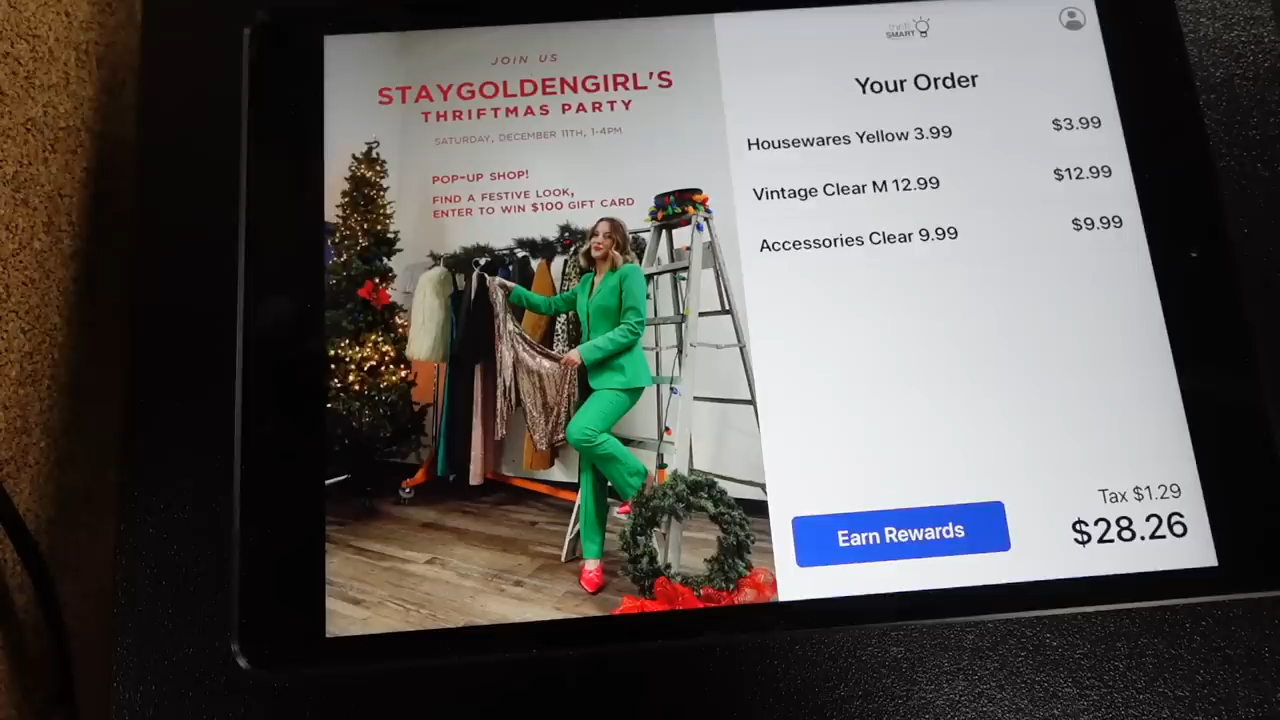 JOIN US
STAYGOLDENGIRL'S
THRIFTMAS PARTY
SATURDAY, DECEMBER 11TH, 1-4PM
POP-UP SHOP!
FIND A FESTIVE LOOK,
ENTER TO WIN $100 GIFT CARD
thrift
SMART
Your Order
Housewares Yellow 3.99 $3.99
Vintage Clear M 12.99 $12.99
Accessories Clear 9.99 $9.99
Tax $1.29
Earn Rewards $28.26